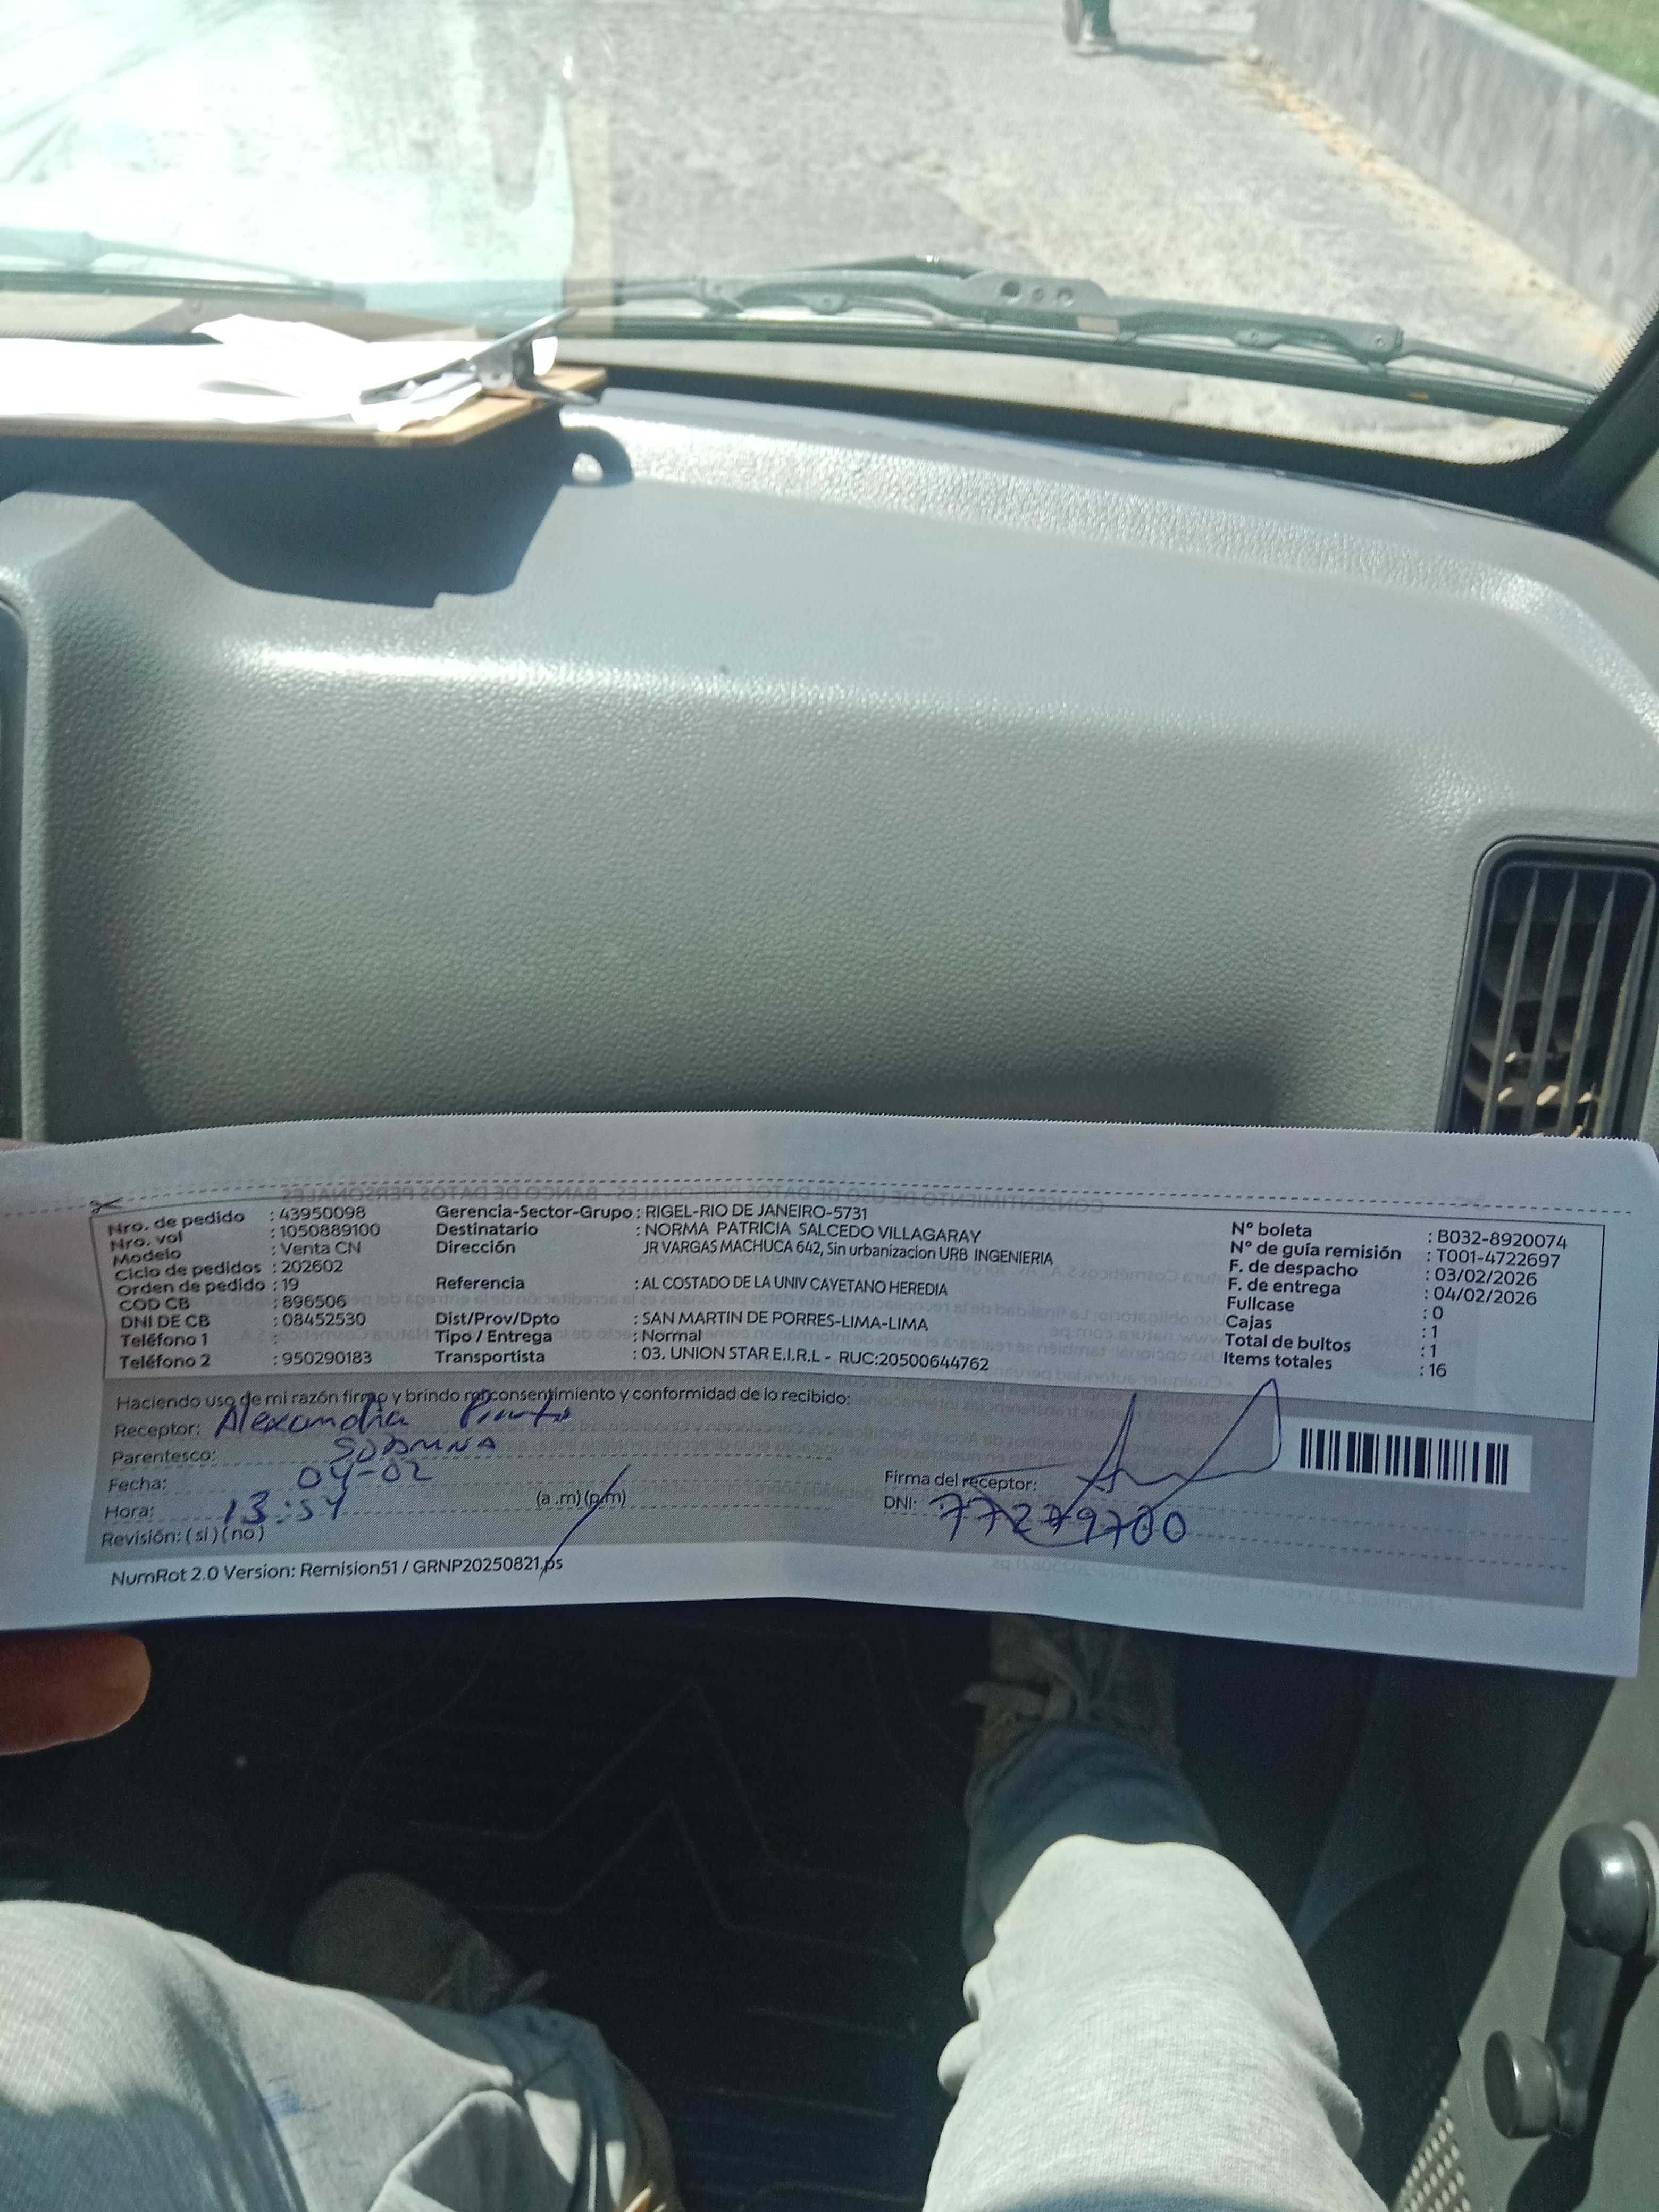 Nro. de pedido : 43950098
Nro. vol : 1050889100
Modelo : Venta CN
Ciclo de pedidos : 202602
Orden de pedido : 19
COD CB : 896506
DNI DE CB : 08452530
Teléfono 1 :
Teléfono 2 : 950290183
Gerencia-Sector-Grupo : RIGEL-RIO DE JANEIRO-5731
Destinatario : NORMA PATRICIA SALCEDO VILLAGARAY
Dirección JR VARGAS MACHUCA 642, Sin urbanizacion URB INGENIERIA
Referencia : AL COSTADO DE LA UNIV CAYETANO HEREDIA
Dist/Prov/Dpto : SAN MARTIN DE PORRES-LIMA-LIMA
Tipo / Entrega : Normal
Transportista : 03. UNION STAR E.I.R.L - RUC:20500644762
N° boleta : B032-8920074
N° de guía remisión : T001-4722697
F. de despacho : 03/02/2026
F. de entrega : 04/02/2026
Fullcase : 0
Cajas : 1
Total de bultos : 1
Items totales : 16
Haciendo uso de mi razón firmo y brindo mi consentimiento y conformidad de lo recibido:
Receptor: Alexandra
Parentesco: SOBRINA
Fecha: 04-02
Hora: 13:54 (a.m) (p.m)
Revisión: (si) (no)
Firma del receptor:
DNI: 77279700
NumRot 2.0 Version: Remision51 / GRNP20250821.ps